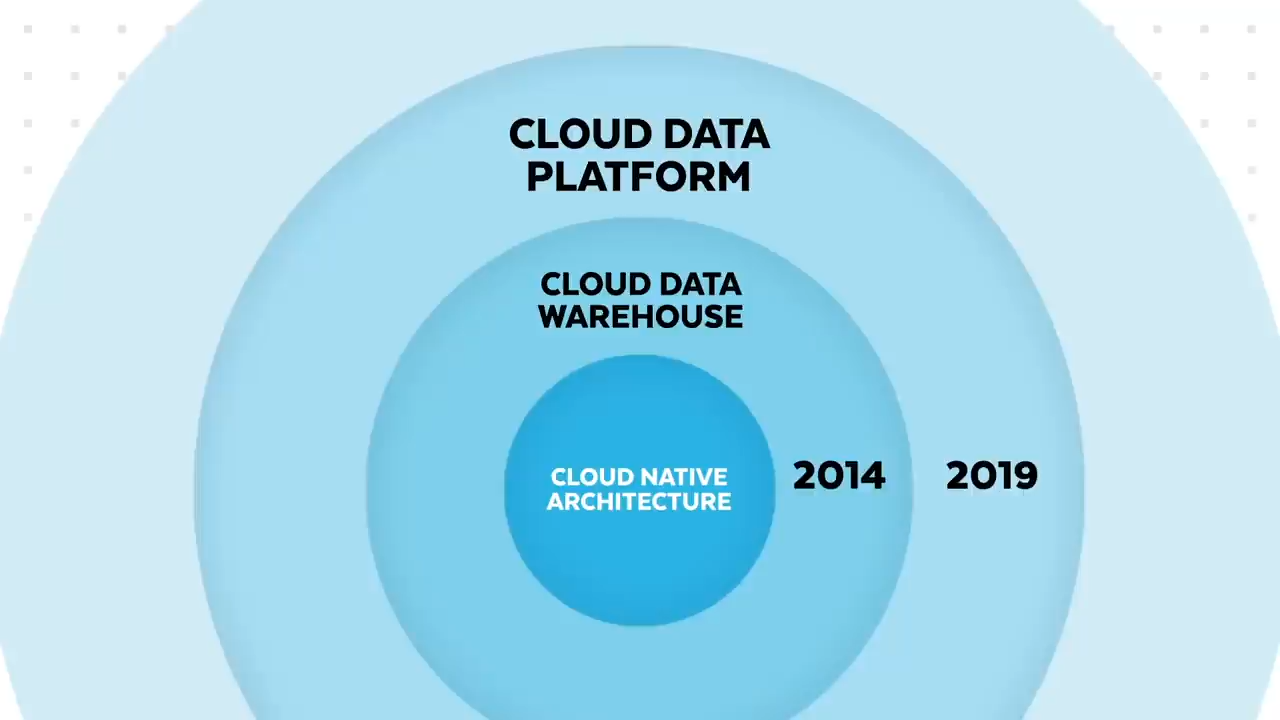 CLOUD DATA
PLATFORM
CLOUD DATA
WAREHOUSE
CLOUD NATIVE
ARCHITECTURE
2014
2019